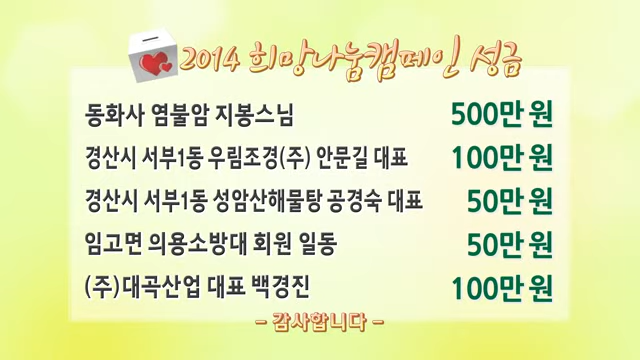 2014 희망나눔캠페인 성금
동화사 염불암 지봉스님 500만 원
경산시 서부1동 우림조경(주) 안문길 대표 100만 원
경산시 서부1동 성암산해물탕 공경숙 대표 50만 원
임고면 의용소방대 회원 일동 50만 원
(주)대곡산업 대표 백경진 100만 원
- 감사합니다 -